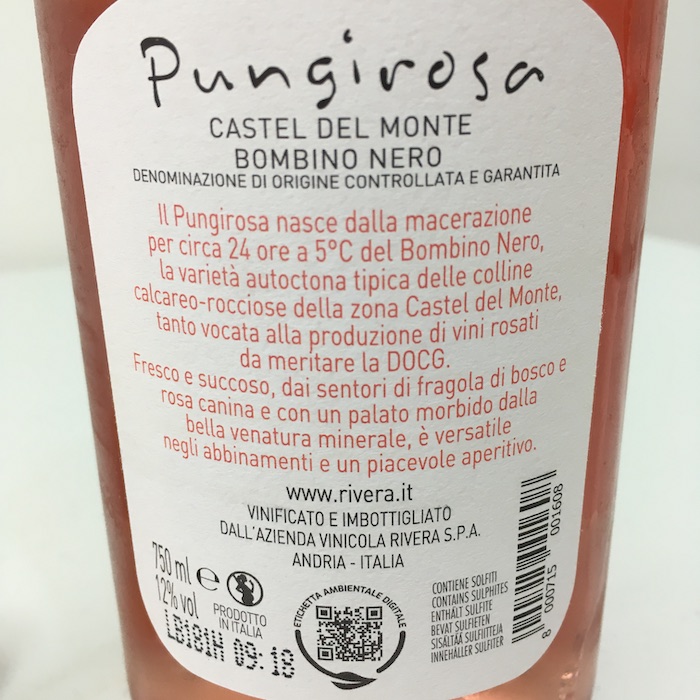 Pungirosa
CASTEL DEL MONTE
BOMBINO NERO
DENOMINAZIONE DI ORIGINE CONTROLLATA E GARANTITA
Il Pungirosa nasce dalla macerazione
per circa 24 ore a 5°C del Bombino Nero,
la varietà autoctona tipica delle colline
calcareo-rocciose della zona Castel del Monte,
tanto vocata alla produzione di vini rosati
da meritare la DOCG.
Fresco e succoso, dai sentori di fragola di bosco e
rosa canina e con un palato morbido dalla
bella venatura minerale, è versatile
negli abbinamenti e un piacevole aperitivo.
www.rivera.it
VINIFICATO E IMBOTTIGLIATO
DALL'AZIENDA VINICOLA RIVERA S.P.A.
ANDRIA - ITALIA
750 ml e
12% vol
PRODOTTO
IN ITALIA
LB181H 09:18
ETICHETTA AMBIENTALE DIGITALE
CONTIENE SOLFITI
CONTAINS SULPHITES
ENTHÄLT SULFITE
BEVAT SULFIETEN
SISÄLTÄÄ SULFIITTEJA
INNEHÅLLER SULFITER
8 000715 001608